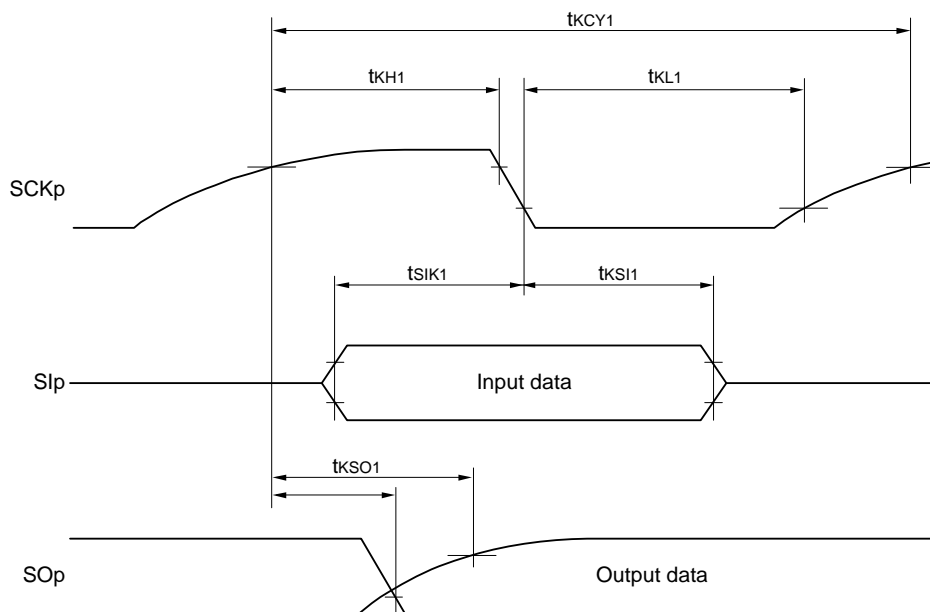 tKCY1
tKH1
tKL1
SCKp
tSIK1
tKSI1
SIp
Input data
tKSO1
SOp
Output data